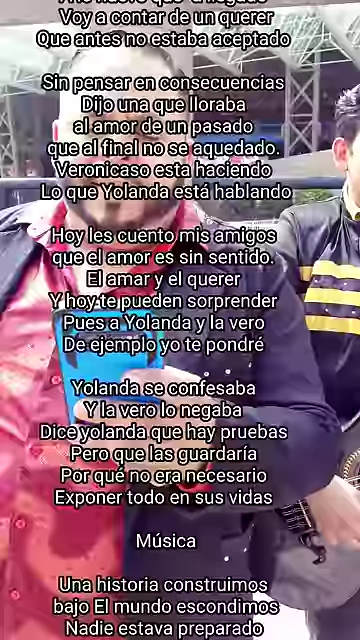 Voy a contar de un querer
Que antes no estaba aceptado
Sin pensar en consecuencias
Dijo una que lloraba
al amor de un pasado
que al final no se aquedado.
Veronicaso esta haciendo
Lo que Yolanda está hablando
Hoy les cuento mis amigos
que el amor es sin sentido.
El amar y el querer
Y hoy te pueden sorprender
Pues a Yolanda y la vero
De ejemplo yo te pondré
Yolanda se confesaba
Y la vero lo negaba
Dice yolanda que hay pruebas
Pero que las guardaría
Por qué no era necesario
Exponer todo en sus vidas
Música
Una historia construimos
bajo El mundo escondimos
Nadie estava preparado